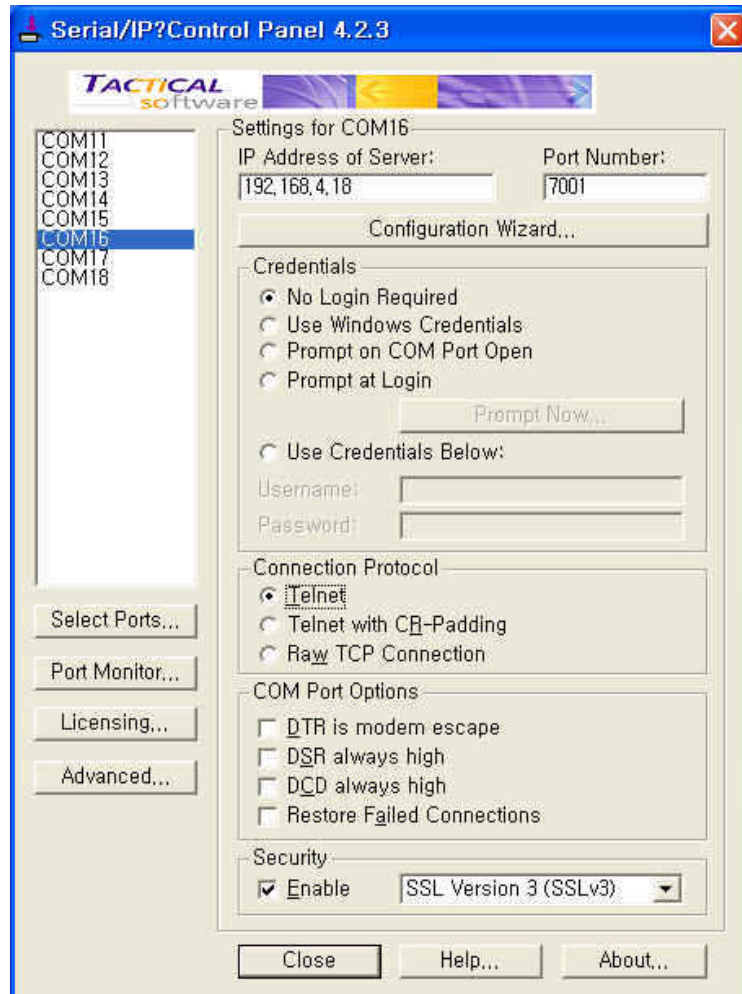 Serial/IP?Control Panel 4.2.3
TACTICAL
software
COM11
COM12
COM13
COM14
COM15
COM16
COM17
COM18
Select Ports...
Port Monitor...
Licensing...
Advanced...
Settings for COM16
IP Address of Server: Port Number:
192.168.4.18 7001
Configuration Wizard...
Credentials
No Login Required
Use Windows Credentials
Prompt on COM Port Open
Prompt at Login
Prompt Now...
Use Credentials Below:
Username:
Password:
Connection Protocol
Telnet
Telnet with CR-Padding
Raw TCP Connection
COM Port Options
DTR is modem escape
DSR always high
DCD always high
Restore Failed Connections
Security
Enable SSL Version 3 (SSLv3)
Close Help... About...